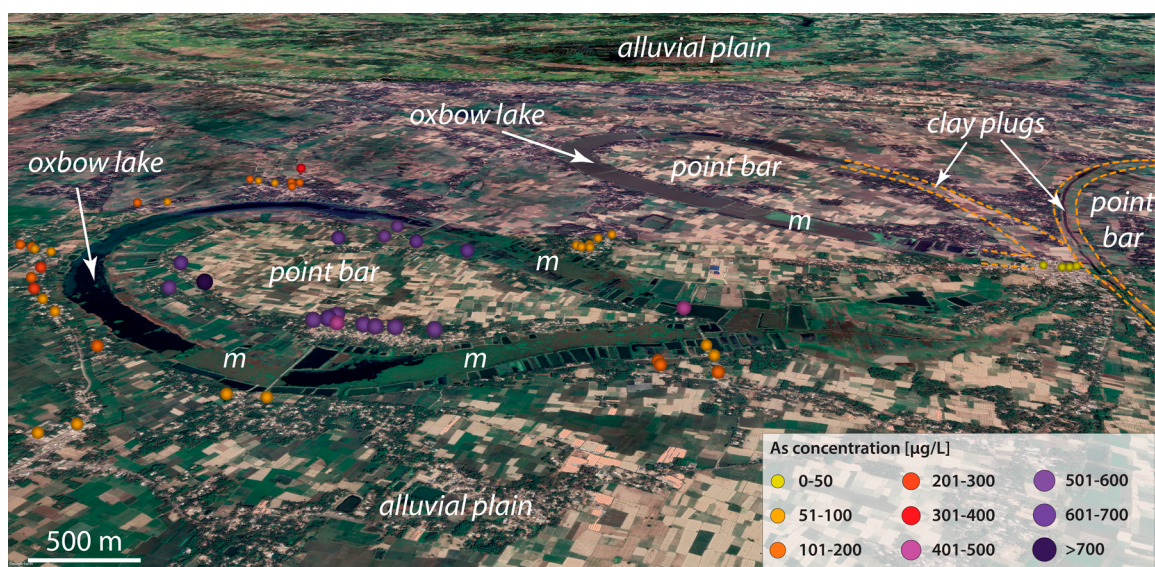 alluvial plain
oxbow lake
clay plugs
oxbow lake
point bar
point
bar
m
point bar
m
m
m
As concentration [µg/L]
0-50
201-300
501-600
51-100
301-400
601-700
101-200
401-500
>700
alluvial plain
500 m